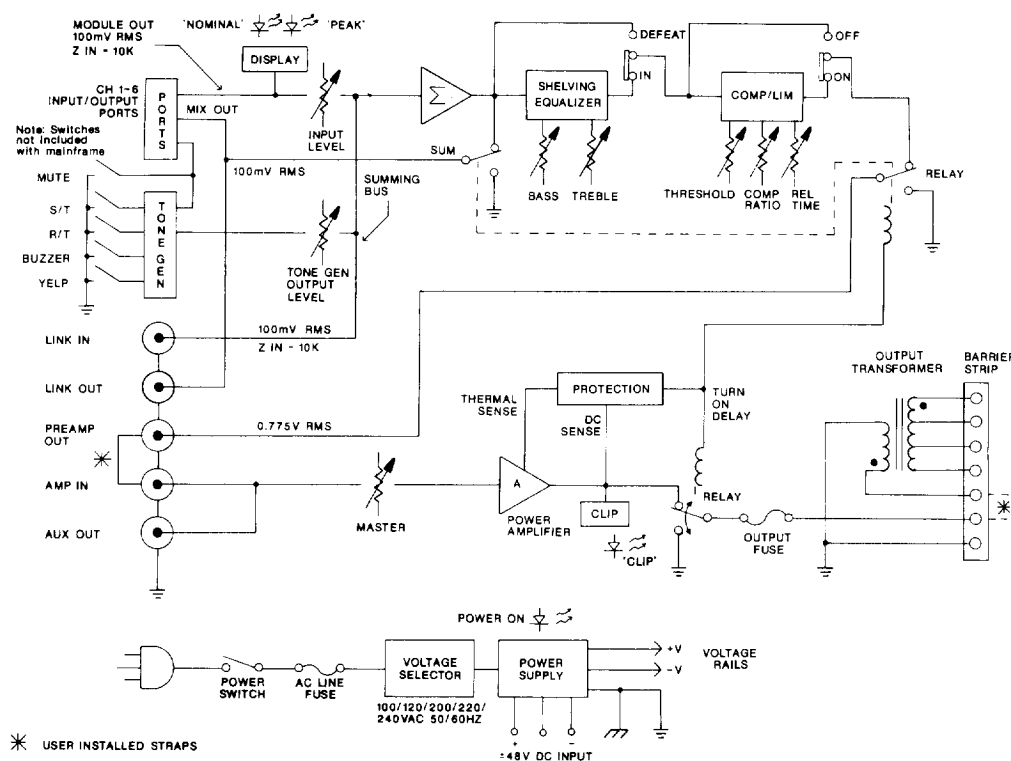 MODULE OUT
100mV RMS
Z IN - 10K
'NOMINAL'
'PEAK'
DISPLAY
CH 1-6
INPUT/OUTPUT
PORTS
PORTS
MIX OUT
INPUT
LEVEL
Note: Switches
not included
with mainframe
MUTE
S/T
R/T
BUZZER
YELP
TONE GEN
100mV RMS
SUMMING
BUS
TONE GEN
OUTPUT
LEVEL
Σ
SUM
SHELVING
EQUALIZER
BASS
TREBLE
DEFEAT
IN
COMP/LIM
OFF
ON
THRESHOLD
COMP
RATIO
REL
TIME
RELAY
LINK IN
100mV RMS
Z IN - 10K
LINK OUT
PREAMP
OUT
0.775V RMS
AMP IN
AUX OUT
MASTER
THERMAL
SENSE
PROTECTION
DC
SENSE
TURN
ON
DELAY
A
POWER
AMPLIFIER
CLIP
'CLIP'
RELAY
OUTPUT
FUSE
OUTPUT
TRANSFORMER
BARRIER
STRIP
POWER ON
POWER
SWITCH
AC LINE
FUSE
VOLTAGE
SELECTOR
100/120/200/220/
240VAC 50/60HZ
POWER
SUPPLY
+V
-V
VOLTAGE
RAILS
+ -
±48V DC INPUT
✳ USER INSTALLED STRAPS